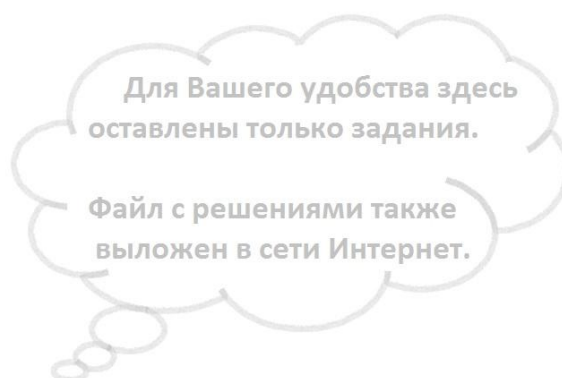 Для Вашего удобства здесь
оставлены только задания.
Файл с решениями также
выложен в сети Интернет.